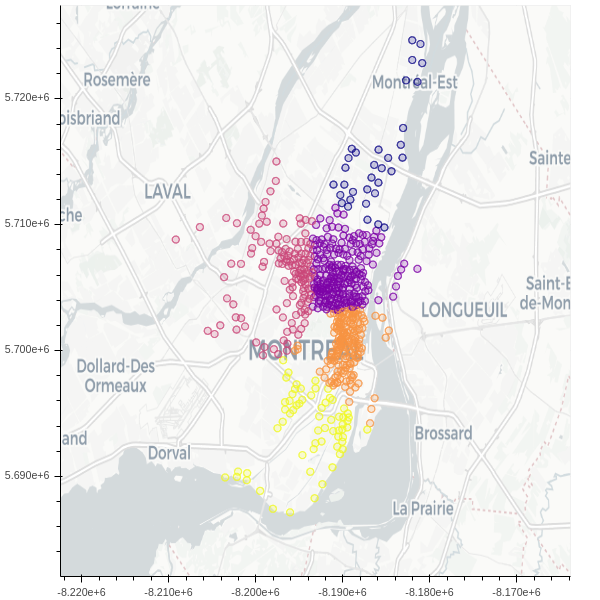 Lorraine
Rosemère
oisbriand
Montréal-Est
LAVAL
Sainte
che
Saint-B
de-Mon
LONGUEUIL
MONTREAL
Dollard-Des
Ormeaux
and
Dorval
Brossard
La Prairie
5.720e+6
5.710e+6
5.700e+6
5.690e+6
-8.220e+6
-8.210e+6
-8.200e+6
-8.190e+6
-8.180e+6
-8.170e+6